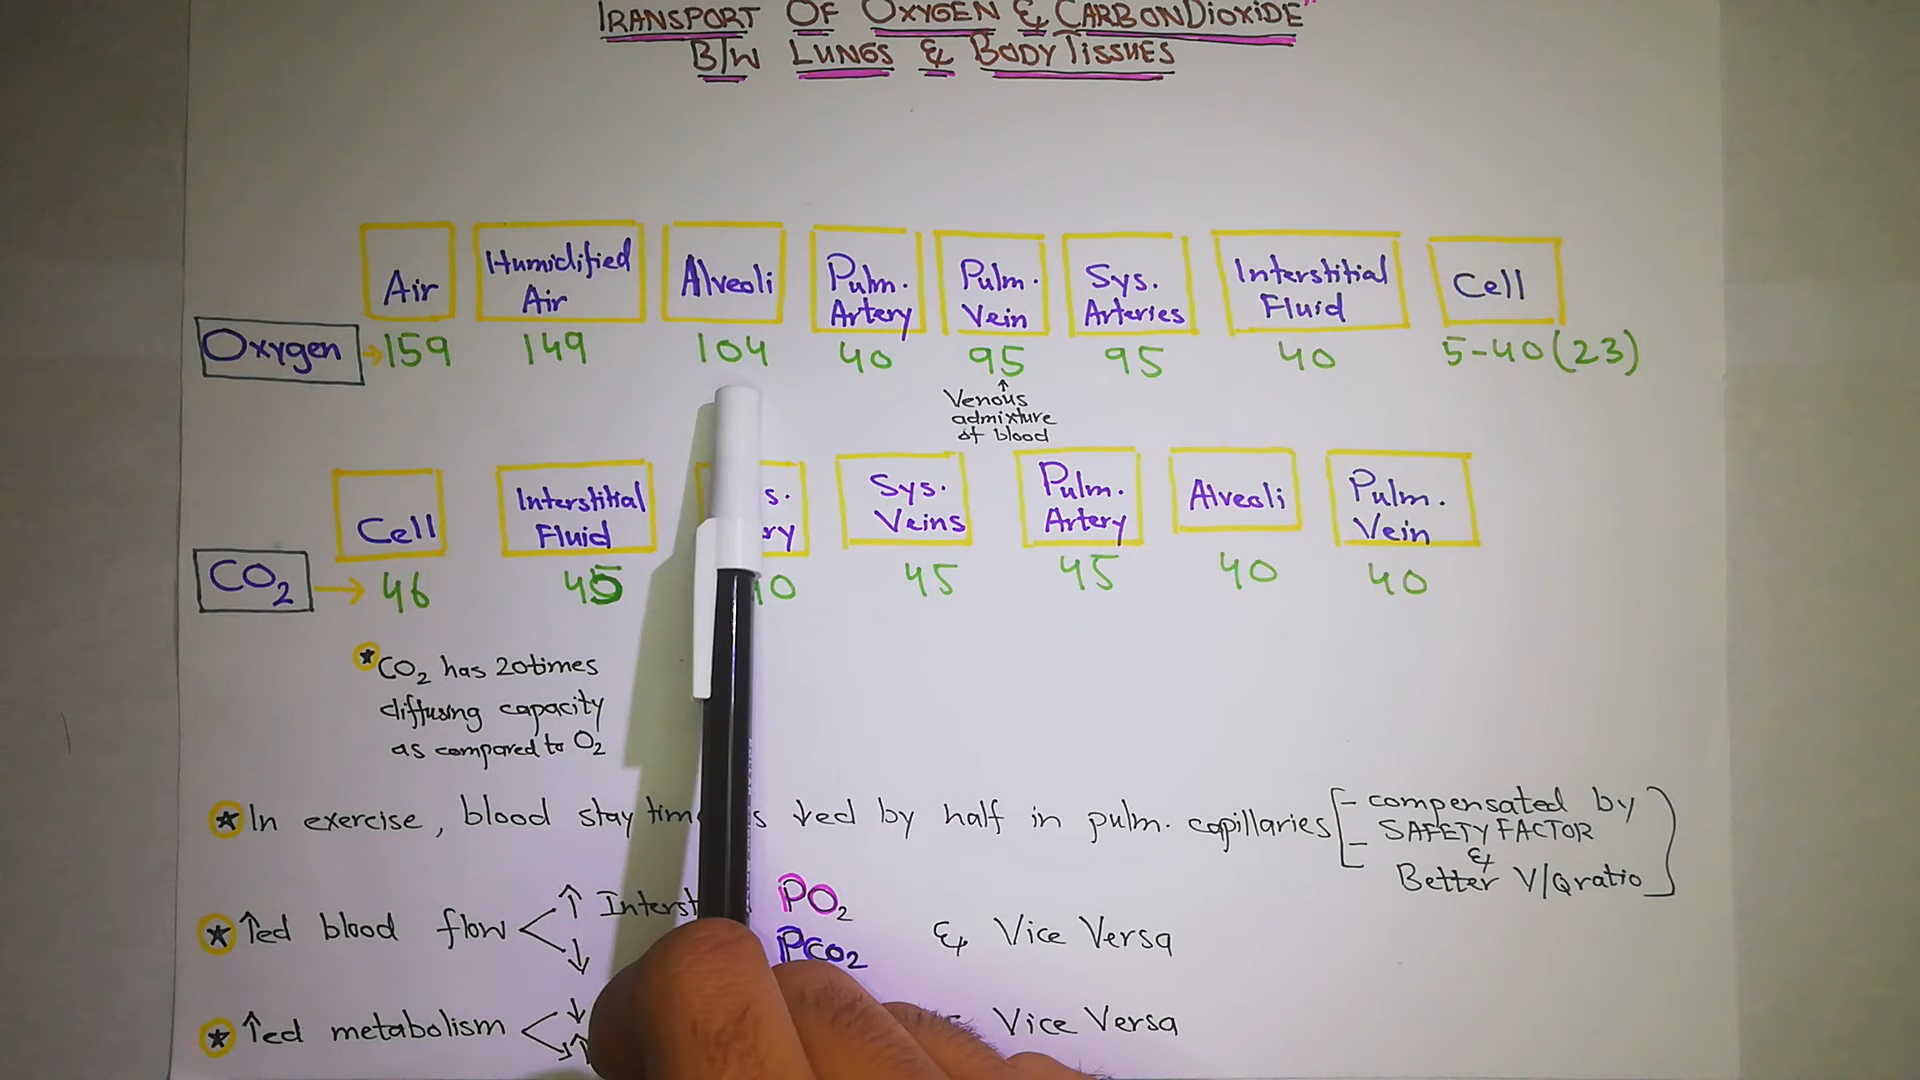 TRANSPORT OF OXYGEN & CARBONDIOXIDE"
B/W LUNGS & BODY TISSUES
Air
Humidified
Air
Alveoli
Pulm.
Artery
Pulm.
Vein
Sys.
Arteries
Interstitial
Fluid
Cell
Oxygen → 159 149 104 40 95 95 40 5-40(23)
↑
Venous
admixture
of blood
Cell
Interstitial
Fluid
Sys.
Veins
Pulm.
Artery
Alveoli
Pulm.
Vein
CO₂ → 46 45 45 45 40 40
*CO₂ has 20times
diffusing capacity
as compared to O₂
* In exercise, blood stay ↓ed by half in pulm. capillaries [- compensated by
SAFETY FACTOR
&
Better V/Q ratio]
* ↑ed blood flow < ↑ PO₂
↓ PCO₂
& Vice Versa
* ↑ed metabolism < ↓
↑
Vice Versa